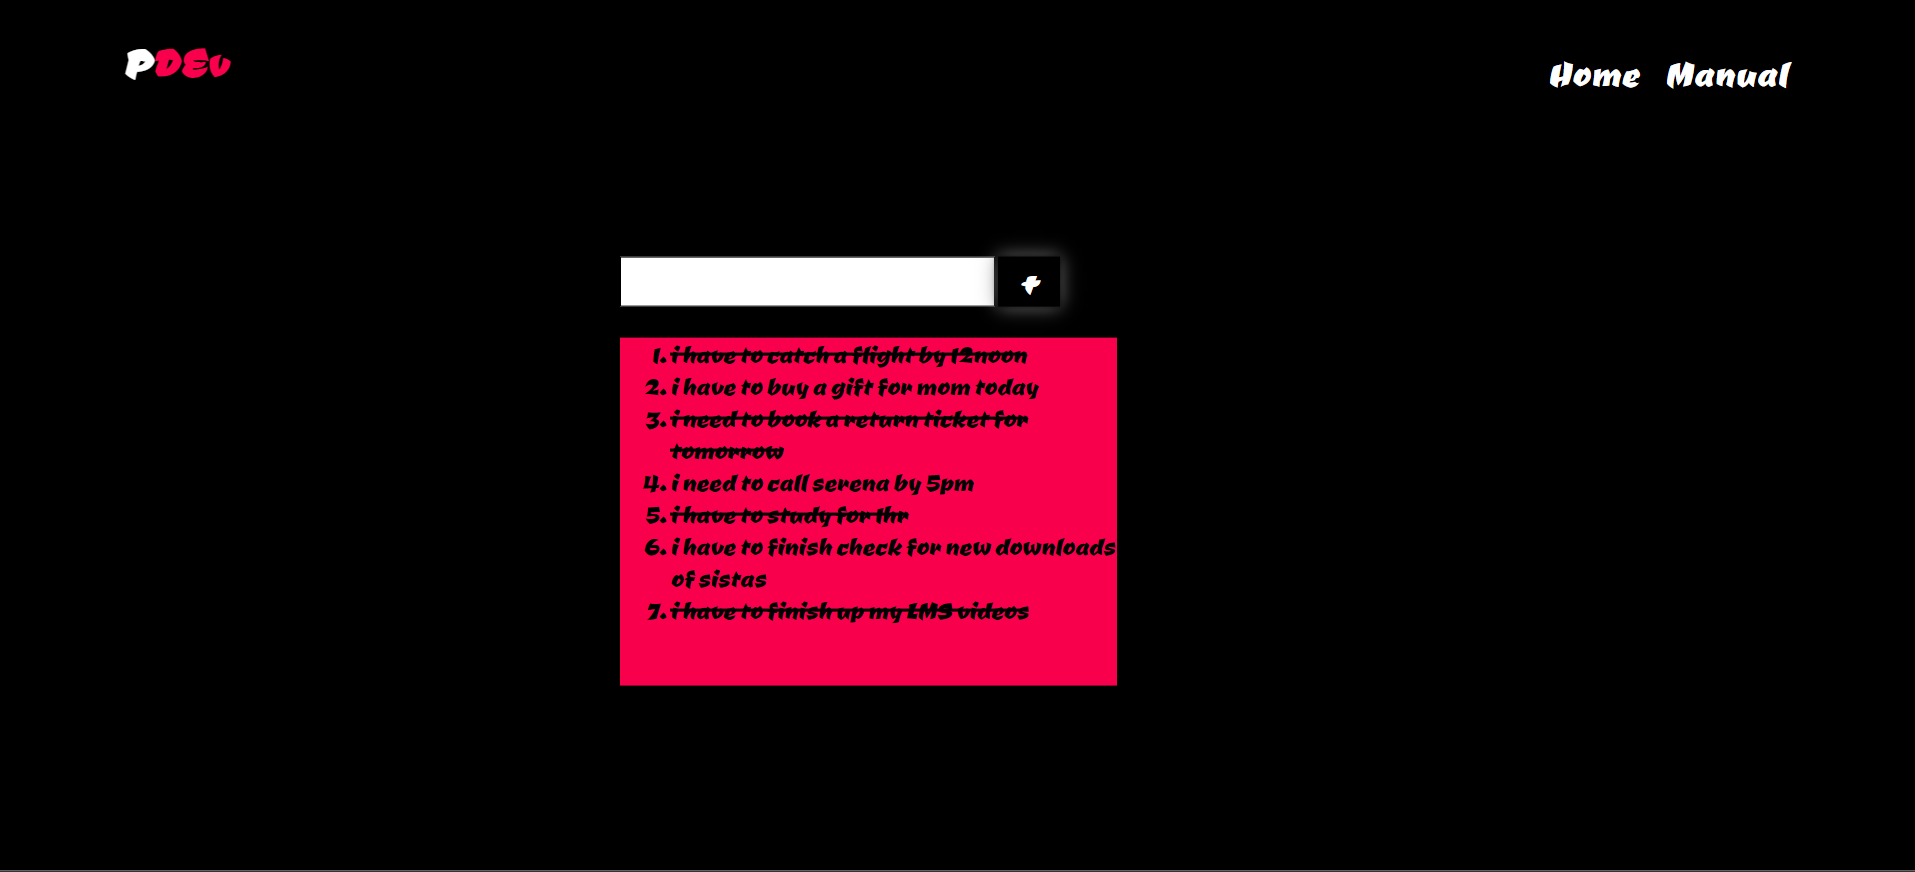 PDEv
Home Manual
+
1. i have to catch a flight by 12noon
2. i have to buy a gift for mom today
3. i need to book a return ticket for
tomorrow
4. i need to call serena by 5pm
5. i have to study for 1hr
6. i have to finish check for new downloads
of sistas
7. i have to finish up my LMS videos